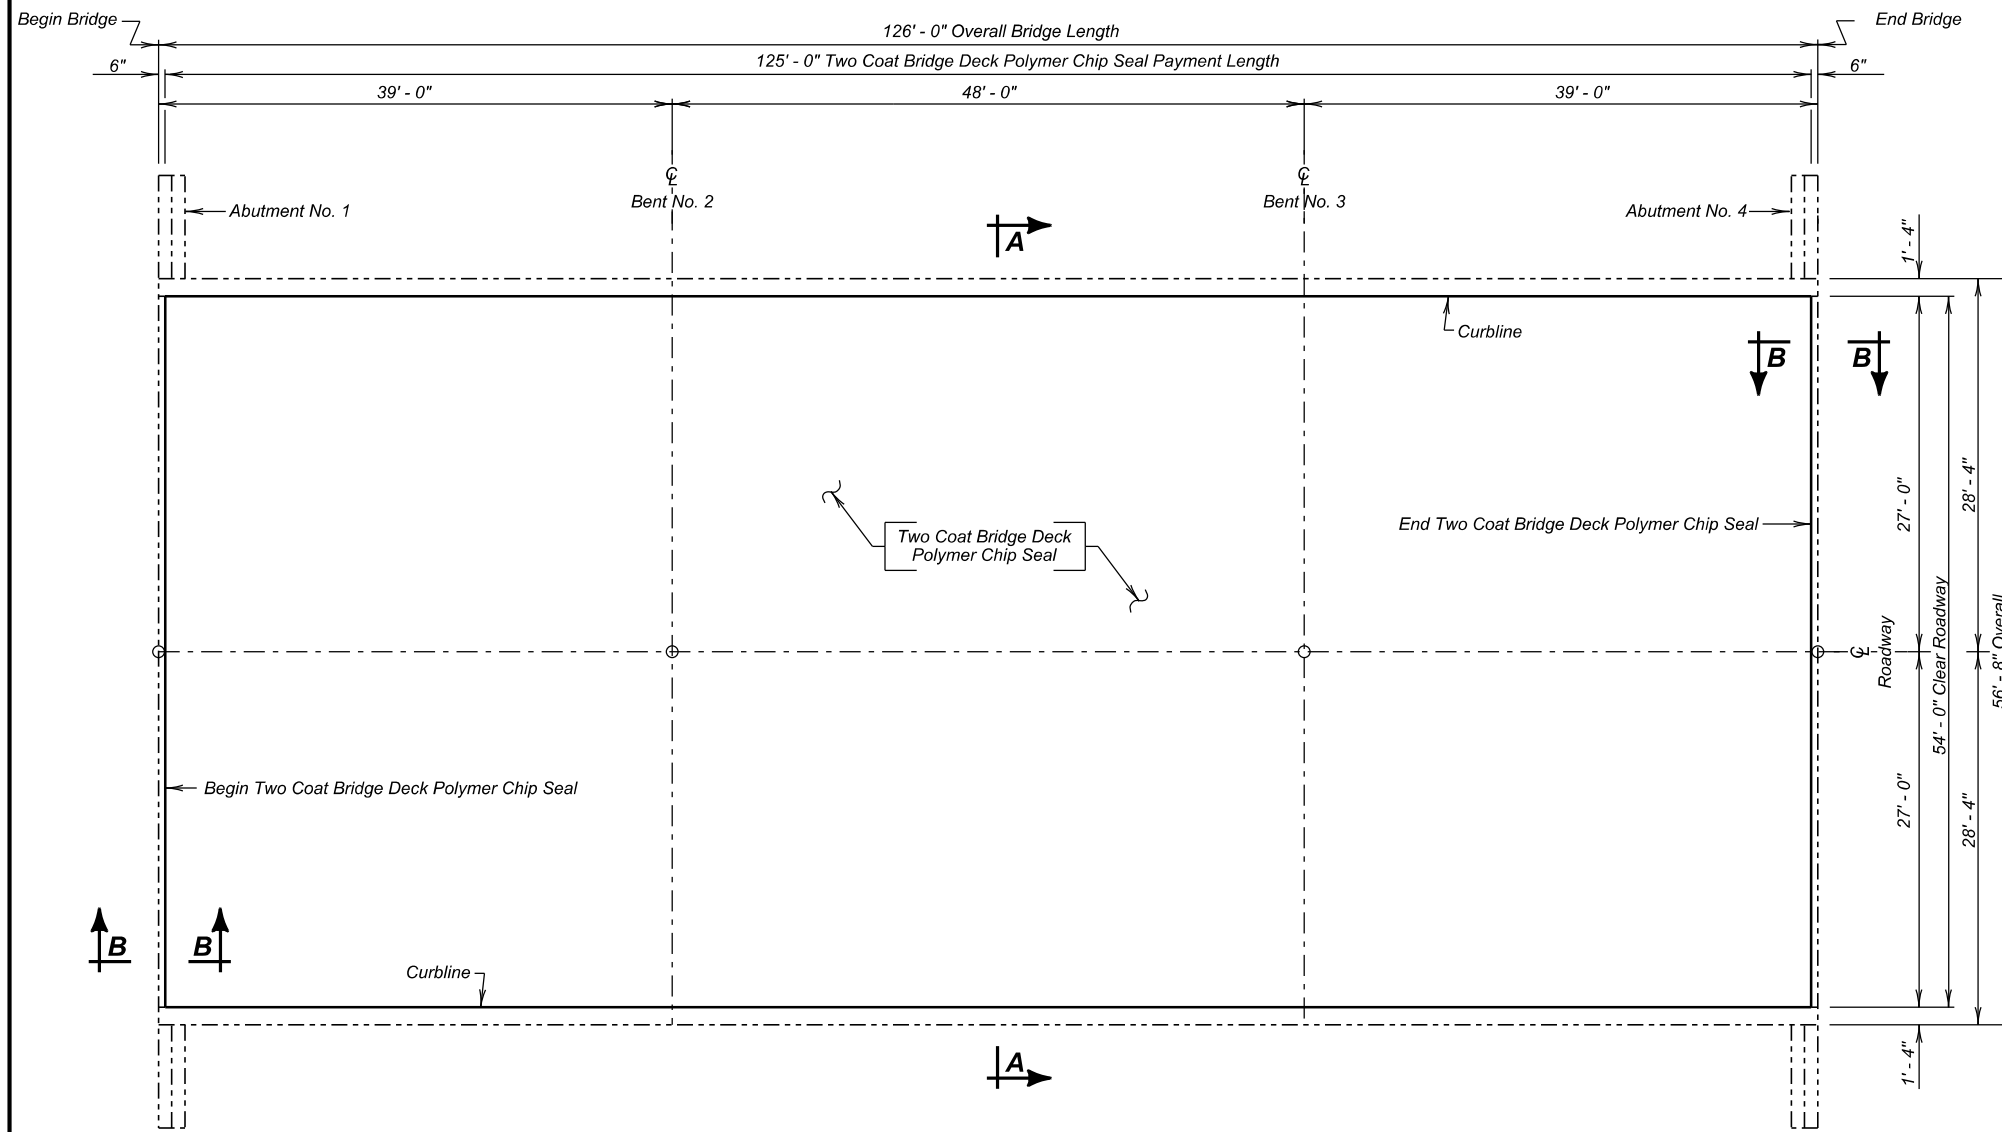 Begin Bridge
126' - 0" Overall Bridge Length
End Bridge
6"
125' - 0" Two Coat Bridge Deck Polymer Chip Seal Payment Length
6"
39' - 0"
48' - 0"
39' - 0"
℄
Bent No. 2
℄
Bent No. 3
Abutment No. 1
Abutment No. 4
A
1' - 4"
Curbline
B
B
28' - 4"
27' - 0"
Two Coat Bridge Deck
Polymer Chip Seal
End Two Coat Bridge Deck Polymer Chip Seal
℄
Roadway
54' - 0" Clear Roadway
56' - 8" Overall
Begin Two Coat Bridge Deck Polymer Chip Seal
27' - 0"
28' - 4"
B
B
Curbline
A
1' - 4"